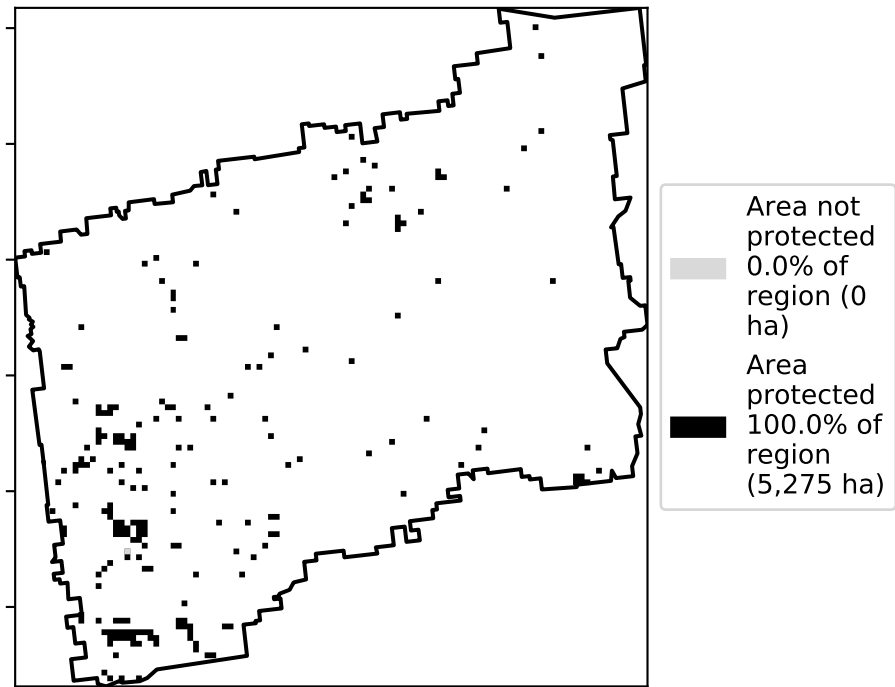 Area not
protected
0.0% of
region (0
ha)
Area
protected
100.0% of
region
(5,275 ha)